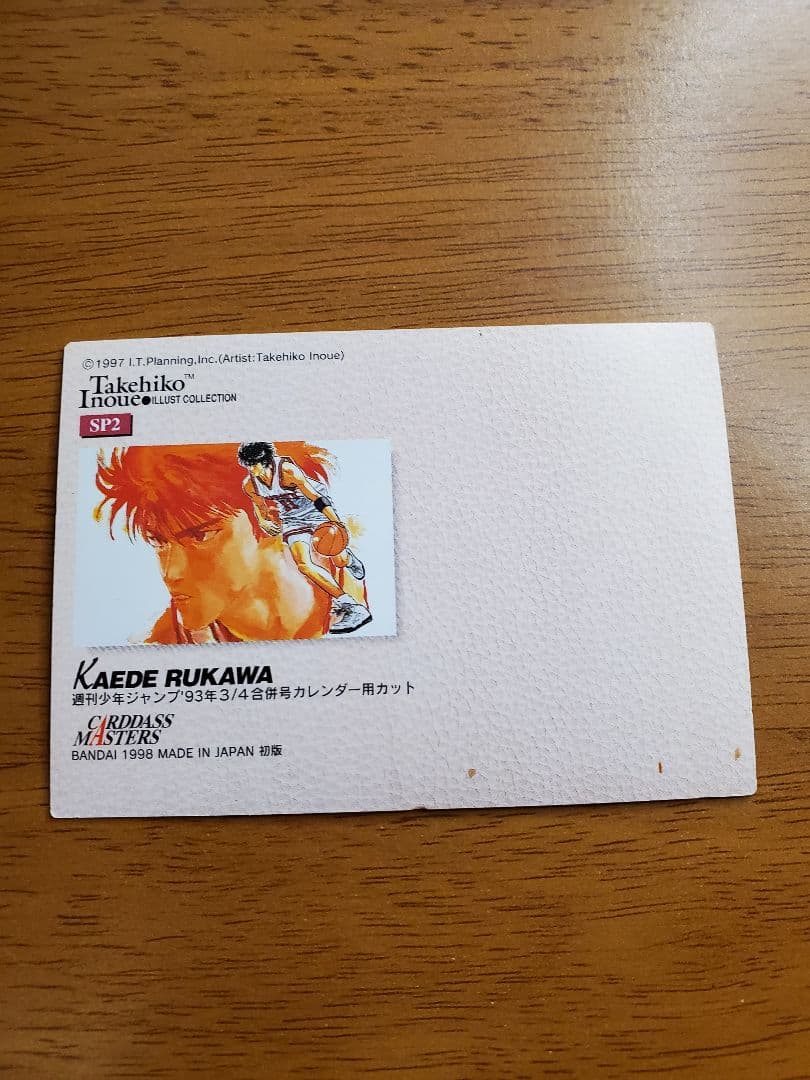 ©1997 I.T.Planning,Inc.(Artist:Takehiko Inoue)
Takehiko™
Inoue●ILLUST COLLECTION
SP2
KAEDE RUKAWA
週刊少年ジャンプ'93年3/4合併号カレンダー用カット
CARDDASS
MASTERS
BANDAI 1998 MADE IN JAPAN 初版